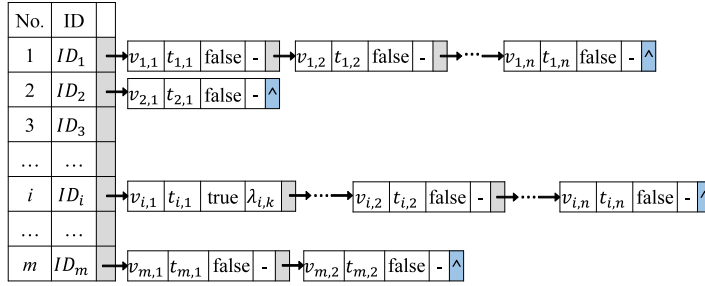 No. ID
1 ID₁ v₁,₁ t₁,₁ false - v₁,₂ t₁,₂ false - ⋯ v₁,ₙ t₁,ₙ false - ^
2 ID₂ v₂,₁ t₂,₁ false - ^
3 ID₃
... ...
i IDᵢ vᵢ,₁ tᵢ,₁ true λᵢ,ₖ ⋯ vᵢ,₂ tᵢ,₂ false - ⋯ vᵢ,ₙ tᵢ,ₙ false - ^
... ...
m IDₘ vₘ,₁ tₘ,₁ false - vₘ,₂ tₘ,₂ false - ^